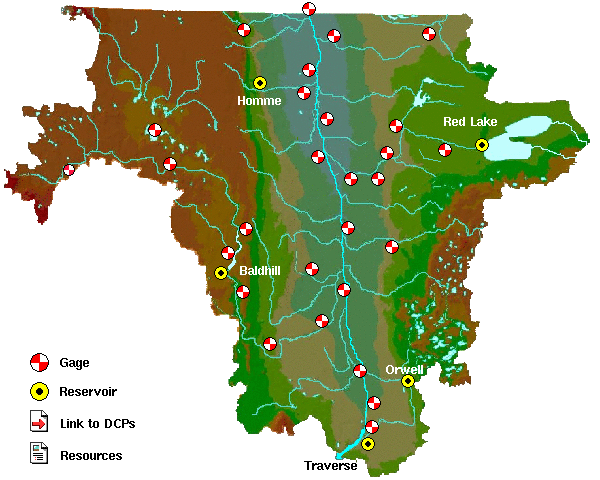 Homme
Red Lake
Baldhill
Orwell
Traverse
Gage
Reservoir
Link to DCPs
Resources